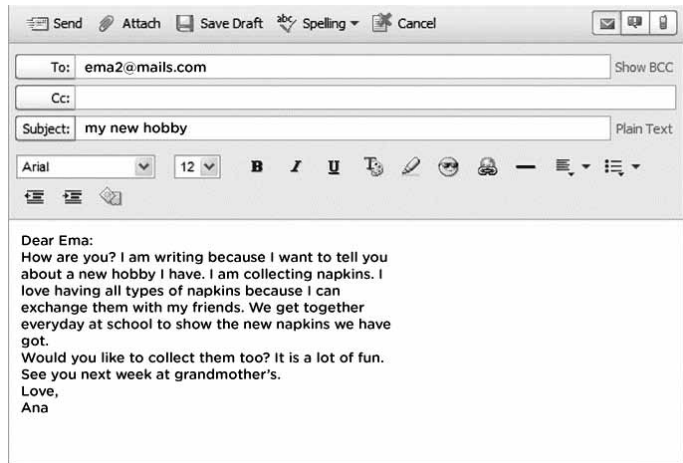 Send Attach Save Draft abc Spelling Cancel
To: ema2@mails.com Show BCC
Cc:
Subject: my new hobby Plain Text
Arial 12 B I U T
Dear Ema:
How are you? I am writing because I want to tell you
about a new hobby I have. I am collecting napkins. I
love having all types of napkins because I can
exchange them with my friends. We get together
everyday at school to show the new napkins we have
got.
Would you like to collect them too? It is a lot of fun.
See you next week at grandmother's.
Love,
Ana